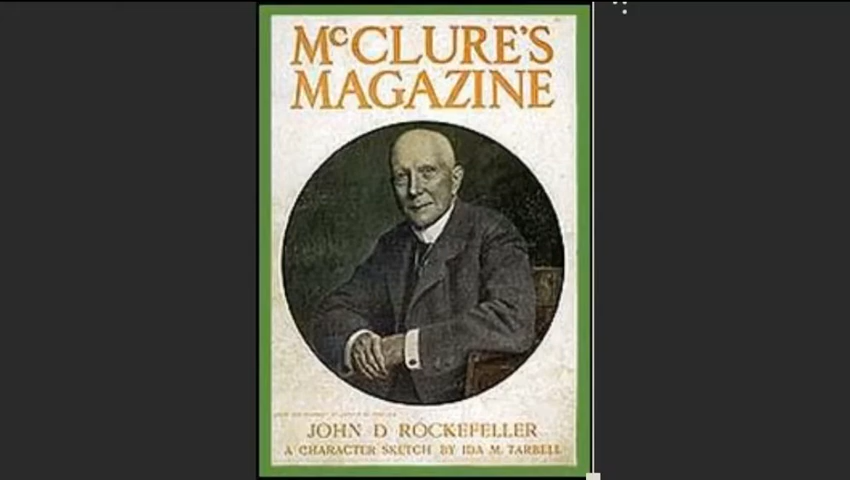 McCLURE'S
MAGAZINE
JOHN D ROCKEFELLER
A CHARACTER SKETCH BY IDA M. TARBELL